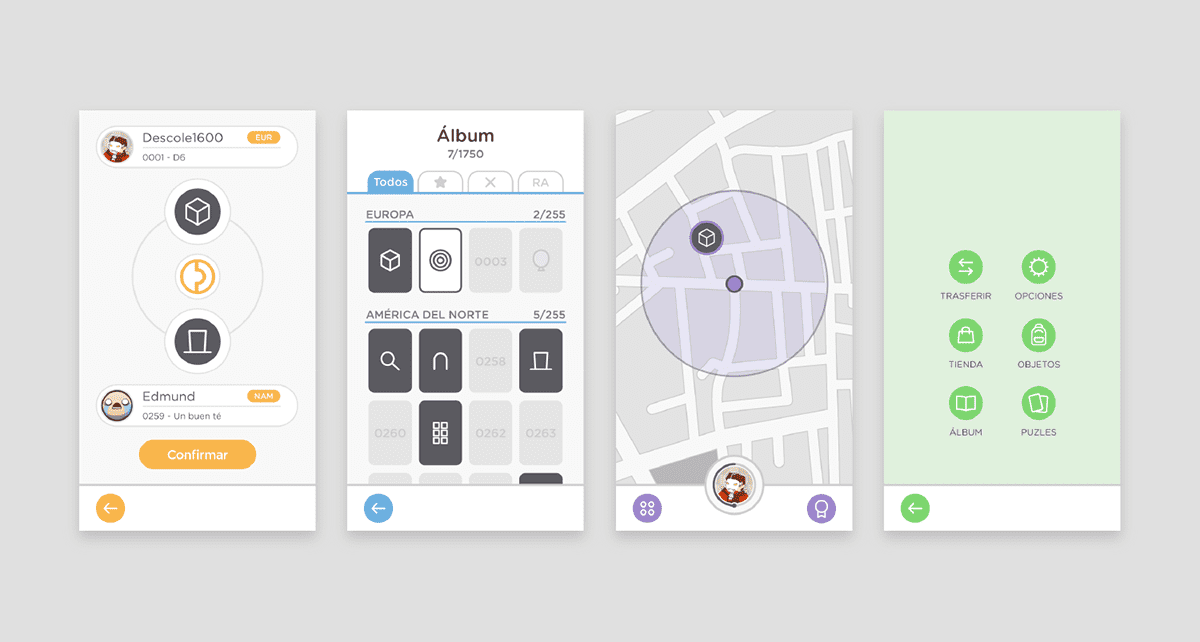 Descole1600 EUR
0001 - D6
Edmund NAM
0259 - Un buen té
Confirmar
Álbum
7/1750
Todos RA
EUROPA 2/255
0003
AMÉRICA DEL NORTE 5/255
0258
0260 0262 0263
TRASFERIR OPCIONES
TIENDA OBJETOS
ÁLBUM PUZLES